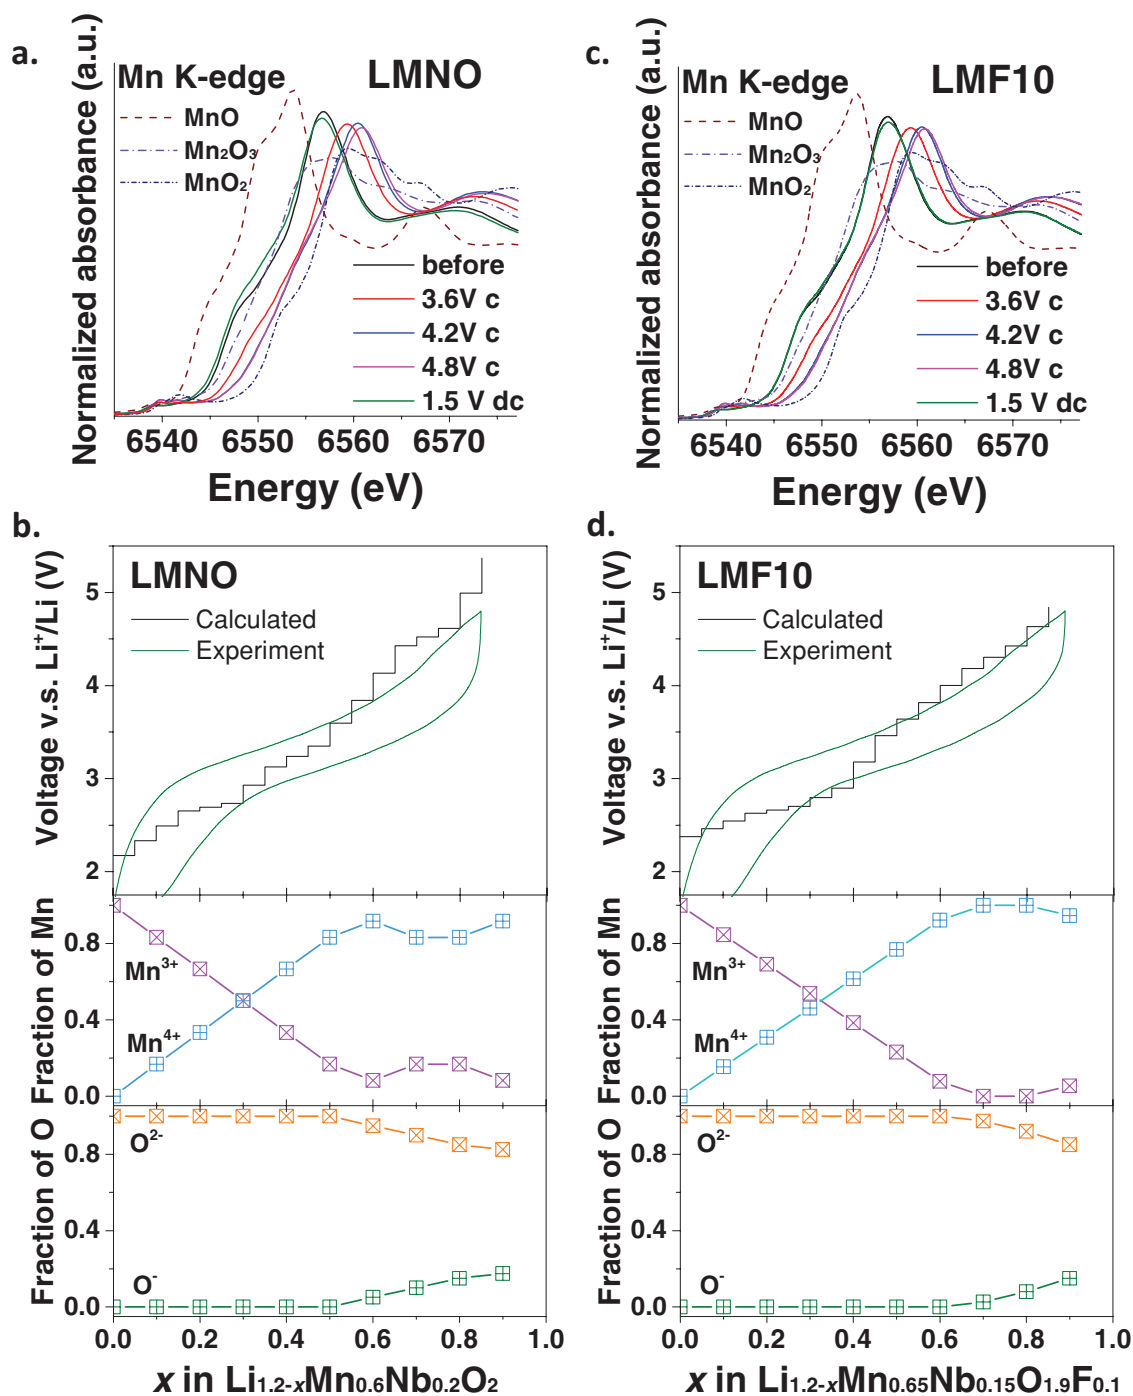 a.
Normalized absorbance (a.u.)
Mn K-edge
LMNO
MnO
Mn₂O₃
MnO₂
before
3.6V c
4.2V c
4.8V c
1.5 V dc
6540 6550 6560 6570
Energy (eV)
c.
Normalized absorbance (a.u.)
Mn K-edge
LMF10
MnO
Mn₂O₃
MnO₂
before
3.6V c
4.2V c
4.8V c
1.5 V dc
6540 6550 6560 6570
Energy (eV)
b.
Voltage v.s. Li⁺/Li (V)
LMNO
Calculated
Experiment
5
4
3
2
Fraction of Mn
0.8
0.4
0.0
Mn³⁺
Mn⁴⁺
Fraction of O
0.8
0.4
0.0
O²⁻
O⁻
0.0 0.2 0.4 0.6 0.8 1.0
x in Li₁.₂₋ₓMn₀.₆Nb₀.₂O₂
d.
Voltage v.s. Li⁺/Li (V)
LMF10
Calculated
Experiment
5
4
3
2
Fraction of Mn
0.8
0.4
0.0
Mn³⁺
Mn⁴⁺
Fraction of O
0.8
0.4
0.0
O²⁻
O⁻
0.0 0.2 0.4 0.6 0.8 1.0
x in Li₁.₂₋ₓMn₀.₆₅Nb₀.₁₅O₁.₉F₀.₁